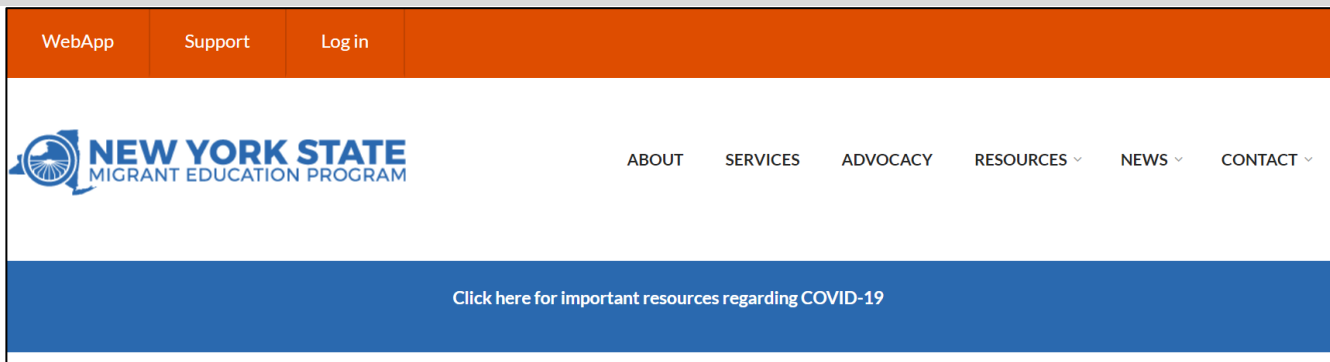 WebApp Support Log in
NEW YORK STATE
MIGRANT EDUCATION PROGRAM
ABOUT SERVICES ADVOCACY RESOURCES NEWS CONTACT
Click here for important resources regarding COVID-19